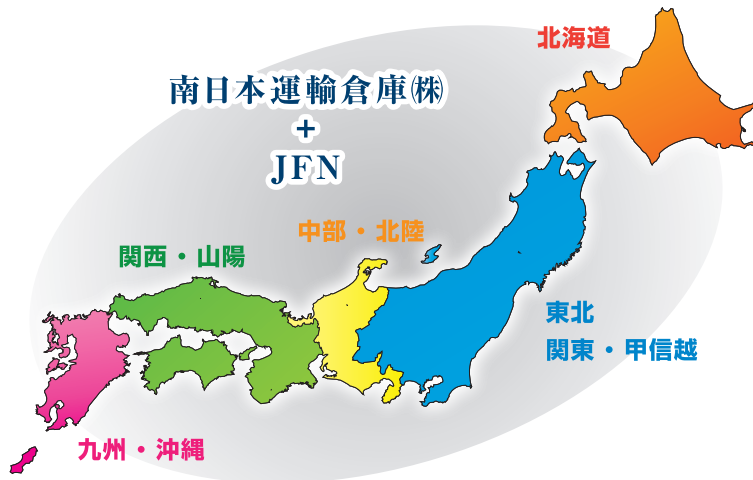 北海道
南日本運輸倉庫㈱
+
JFN
中部・北陸
関西・山陽
東北
関東・甲信越
九州・沖縄